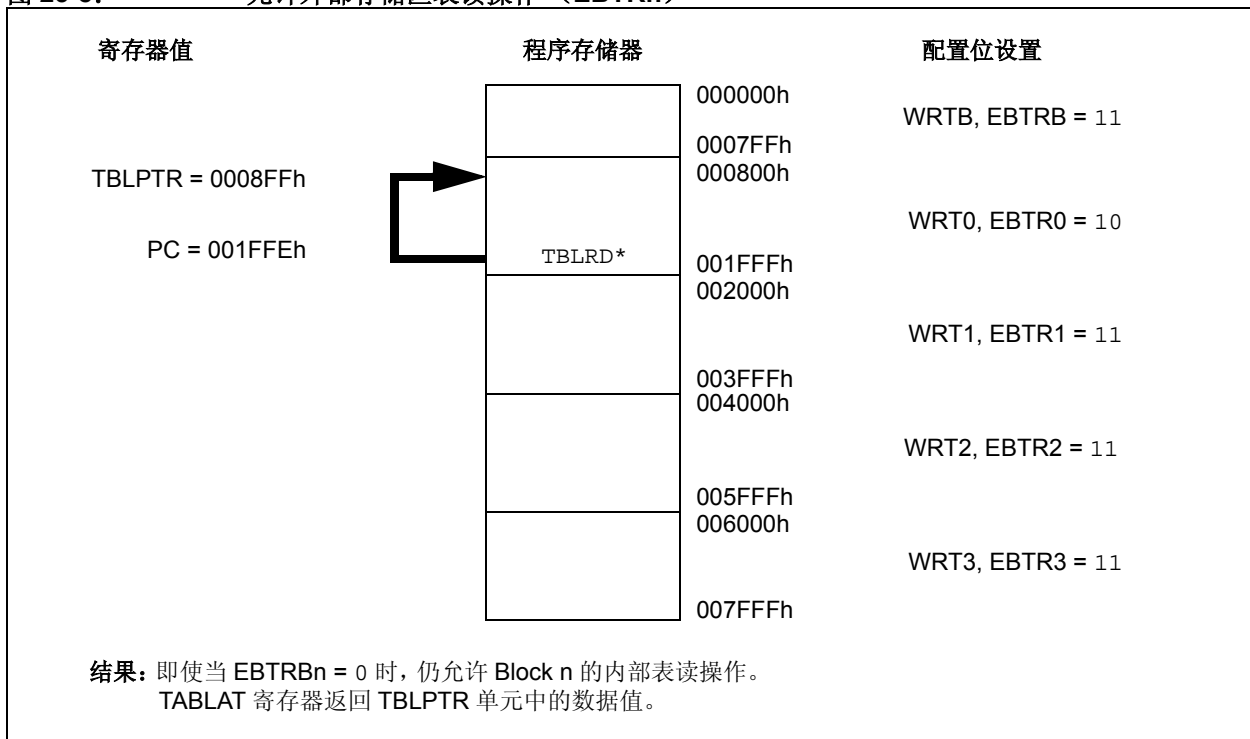 寄存器值 程序存储器 配置位设置
000000h
WRTB, EBTRB = 11
0007FFh
TBLPTR = 0008FFh 000800h
WRT0, EBTR0 = 10
PC = 001FFEh TBLRD* 001FFFh
002000h
WRT1, EBTR1 = 11
003FFFh
004000h
WRT2, EBTR2 = 11
005FFFh
006000h
WRT3, EBTR3 = 11
007FFFh
结果: 即使当 EBTRBn = 0 时, 仍允许 Block n 的内部表读操作。
TABLAT 寄存器返回 TBLPTR 单元中的数据值。